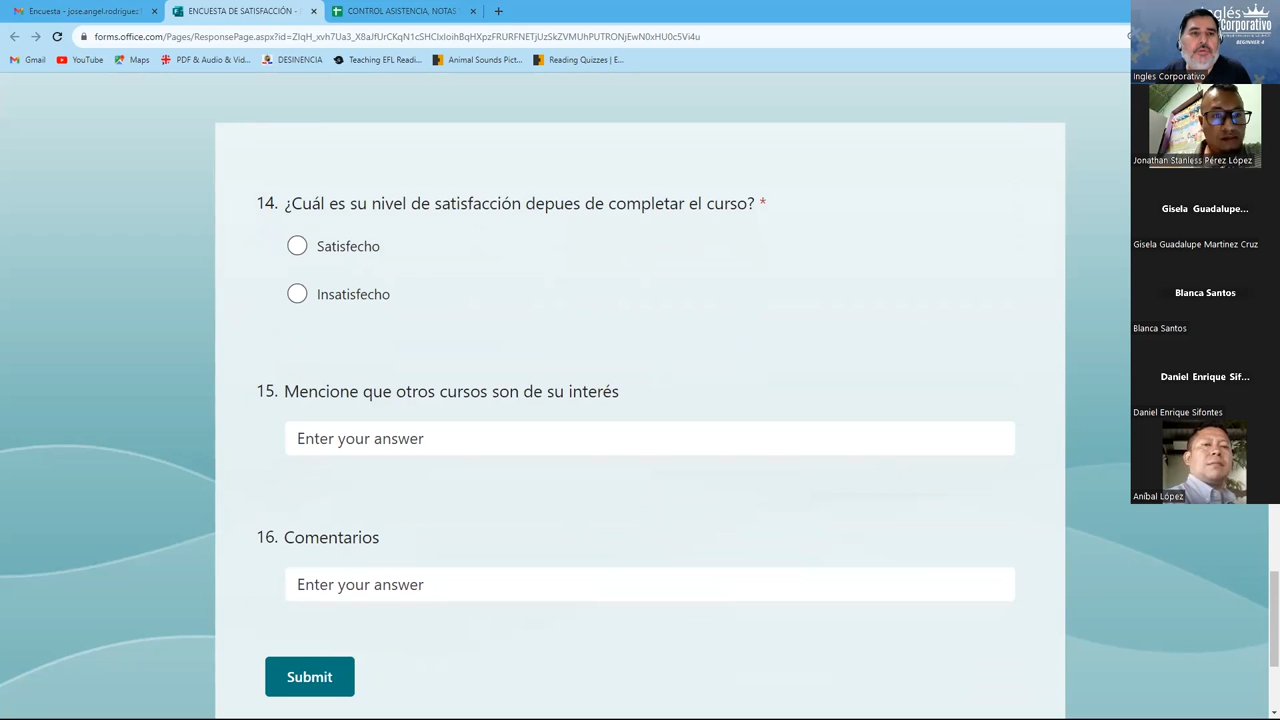 Encuesta - jose.angel.rodriguez
ENCUESTA DE SATISFACCIÓN -
CONTROL ASISTENCIA, NOTAS
forms.office.com/Pages/ResponsePage.aspx?id=ZIqH_xvh7Ua3_X8aJfUrCKqN1cSHCIxIoihBqHXpzFRURFNETjUzSkZVMUhPUTRONjEwN0xHU0c5Vi4u
Gmail
YouTube
Maps
PDF & Audio & Vid...
DESINENCIA
Teaching EFL Readi...
Animal Sounds Pict...
Reading Quizzes | E...
14. ¿Cuál es su nivel de satisfacción depues de completar el curso? *
Satisfecho
Insatisfecho
15. Mencione que otros cursos son de su interés
Enter your answer
16. Comentarios
Enter your answer
Submit
inglés
Corporativo
BEGINNER 4
Ingles Corporativo
Jonathan Stanless Pérez López
Gisela Guadalupe...
Gisela Guadalupe Martinez Cruz
Blanca Santos
Blanca Santos
Daniel Enrique Sif...
Daniel Enrique Sifontes
Aníbal López